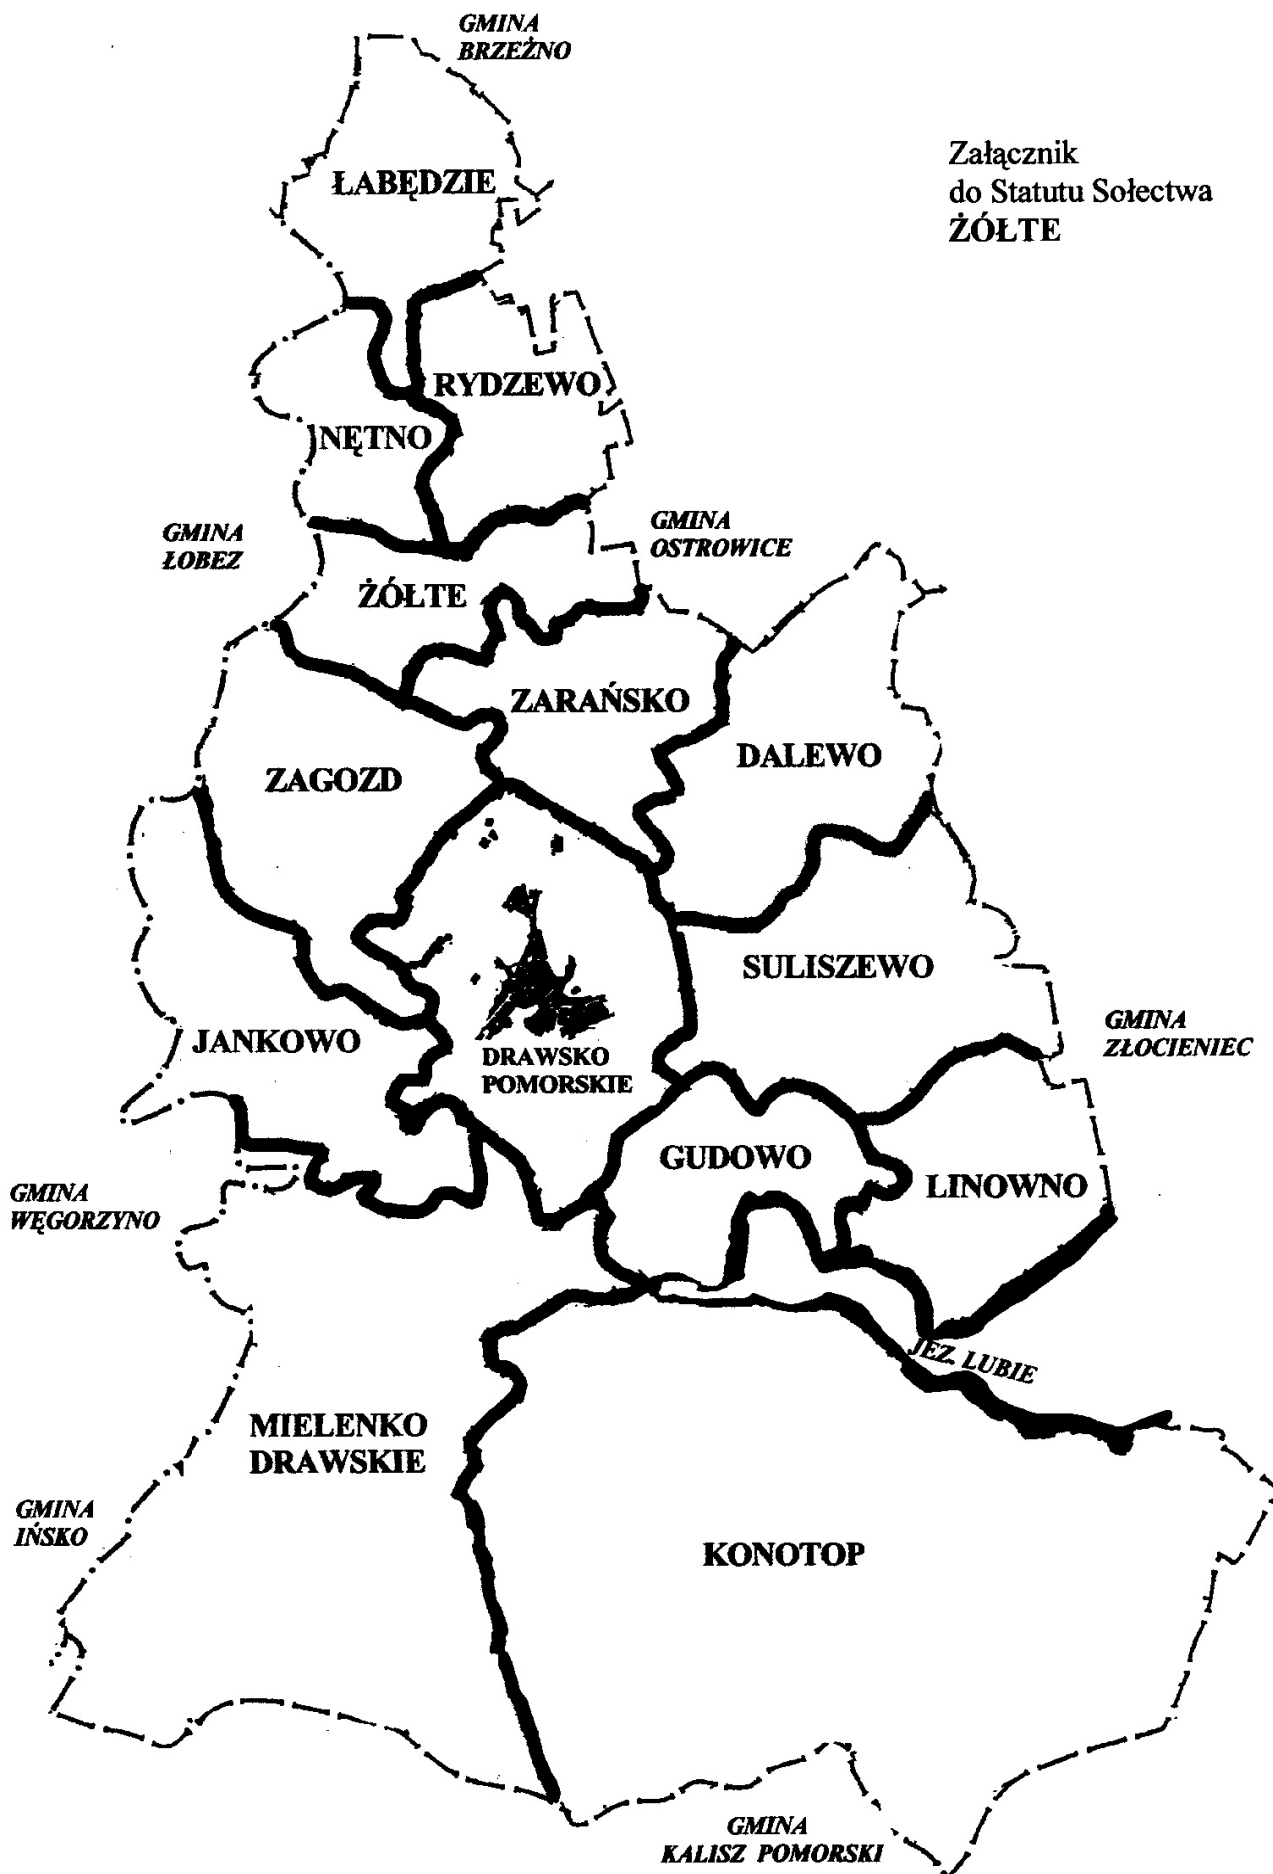 GMINA
BRZEŻNO
Załącznik
do Statutu Sołectwa
ŻÓŁTE
ŁABĘDZIE
RYDZEWO
NĘTNO
GMINA
ŁOBEZ
GMINA
OSTROWICE
ŻÓŁTE
ZARAŃSKO
DALEWO
ZAGOZD
SULISZEWO
JANKOWO
DRAWSKO
POMORSKIE
GMINA
ZŁOCIENIEC
GUDOWO
LINOWNO
GMINA
WĘGORZYNO
JEZ. LUBIE
MIELENKO
DRAWSKIE
GMINA
IŃSKO
KONOTOP
GMINA
KALISZ POMORSKI